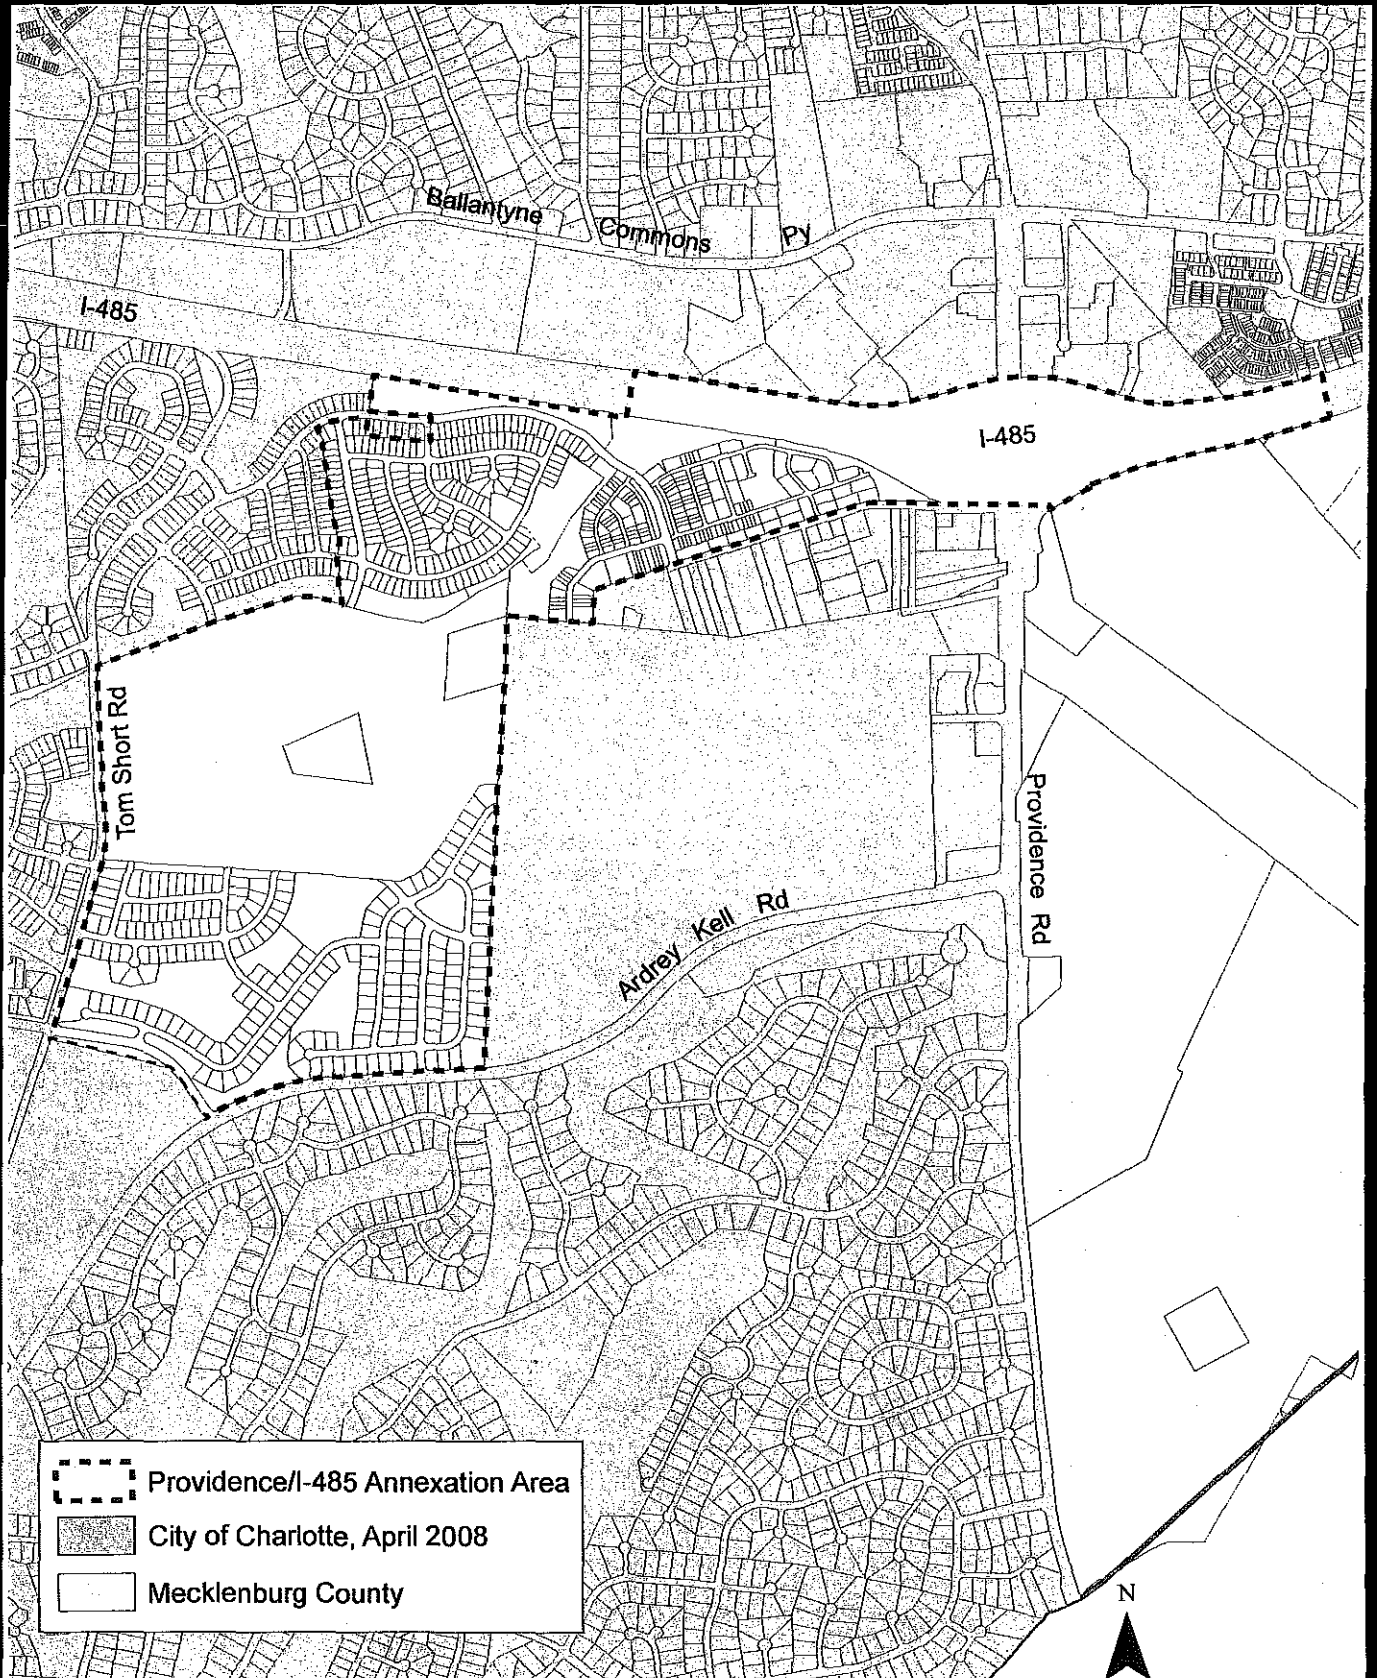 Ballantyne Commons Py
I-485
I-485
Tom Short Rd
Providence Rd
Ardrey Kell Rd
Providence/I-485 Annexation Area
City of Charlotte, April 2008
Mecklenburg County
N